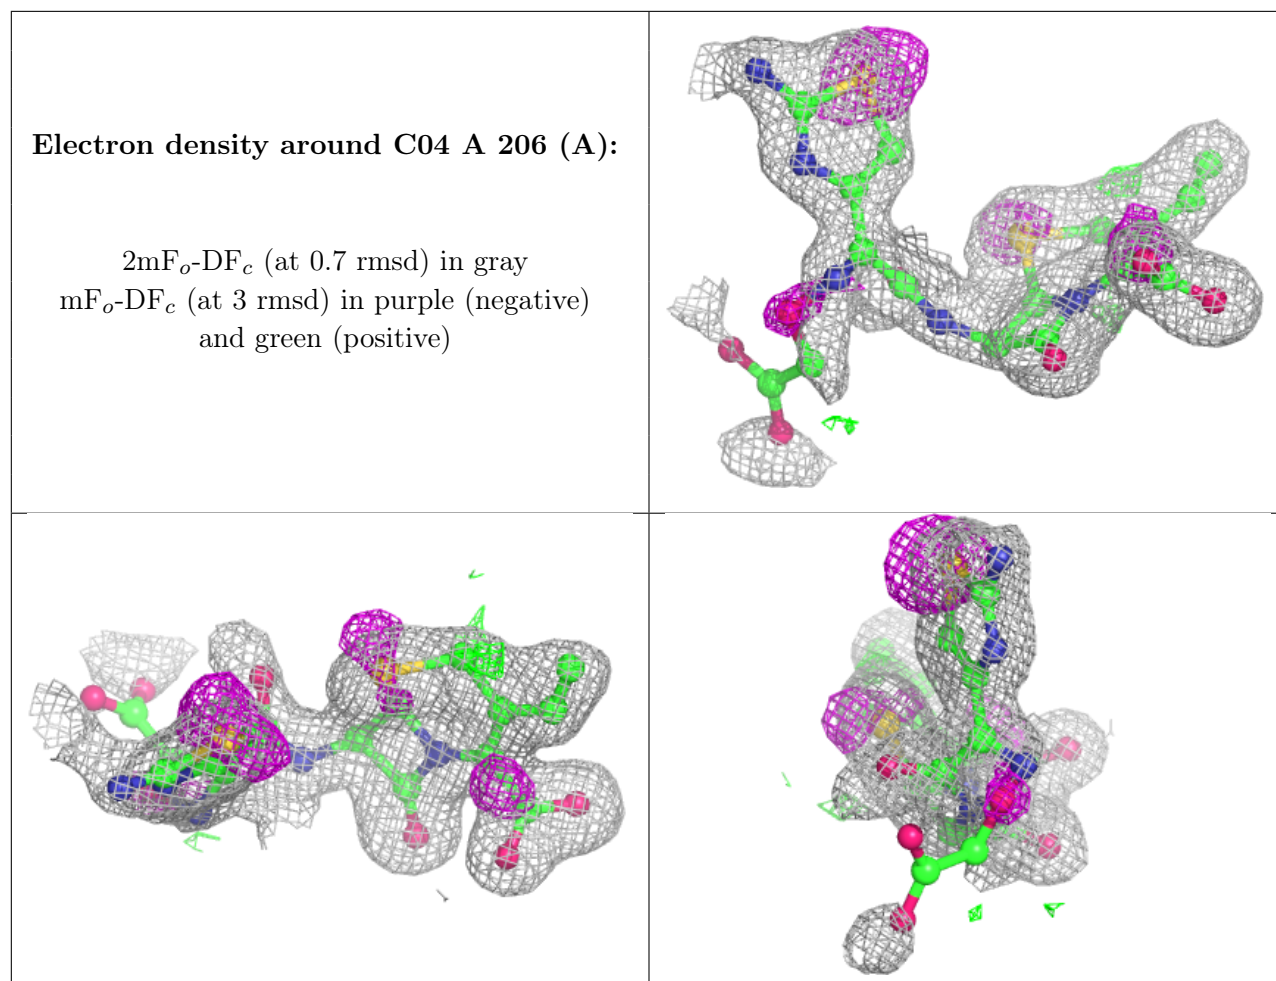 Electron density around C04 A 206 (A):
2mFo-DFc (at 0.7 rmsd) in gray
mFo-DFc (at 3 rmsd) in purple (negative)
and green (positive)